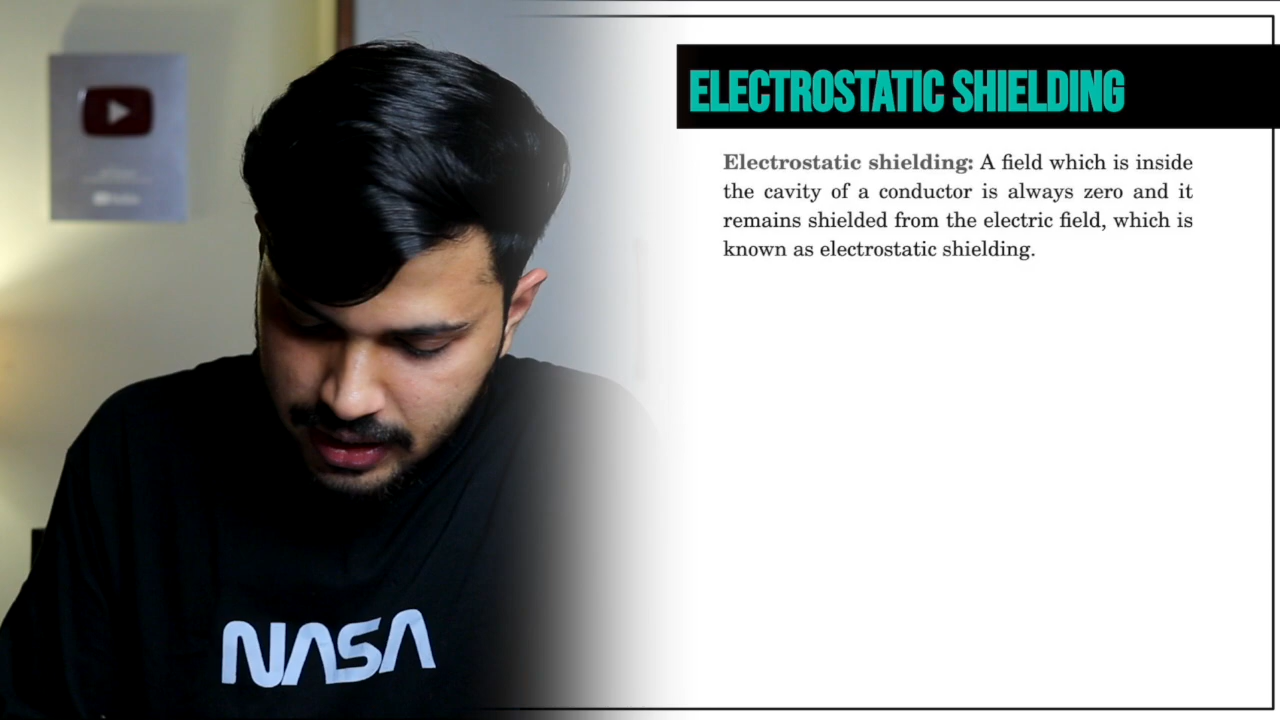 ELECTROSTATIC SHIELDING
Electrostatic shielding: A field which is inside
the cavity of a conductor is always zero and it
remains shielded from the electric field, which is
known as electrostatic shielding.
NASA